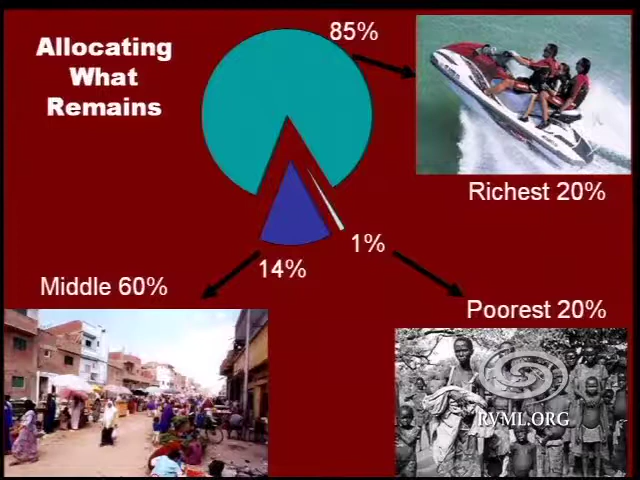 Allocating
What
Remains
85%
Richest 20%
1%
14%
Middle 60%
Poorest 20%
RVML.ORG